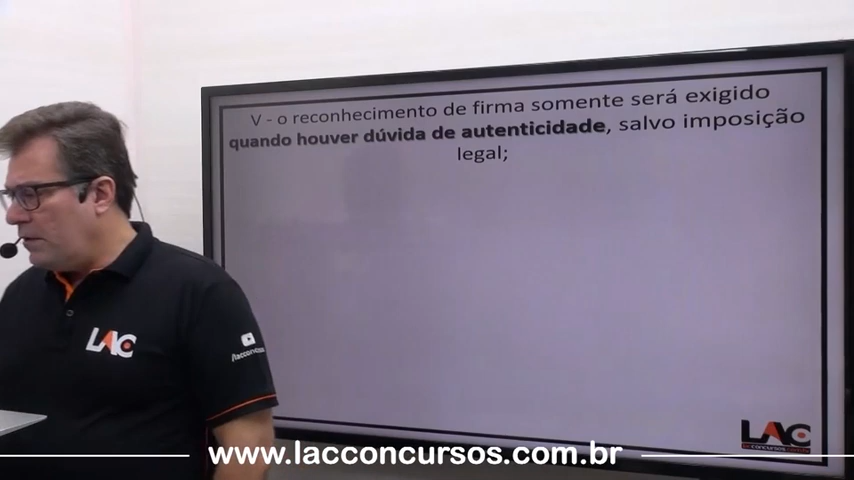 V - o reconhecimento de firma somente será exigido
quando houver dúvida de autenticidade, salvo imposição
legal;
LAC
/lacconcursos
LAC
www.lacconcursos.com.br